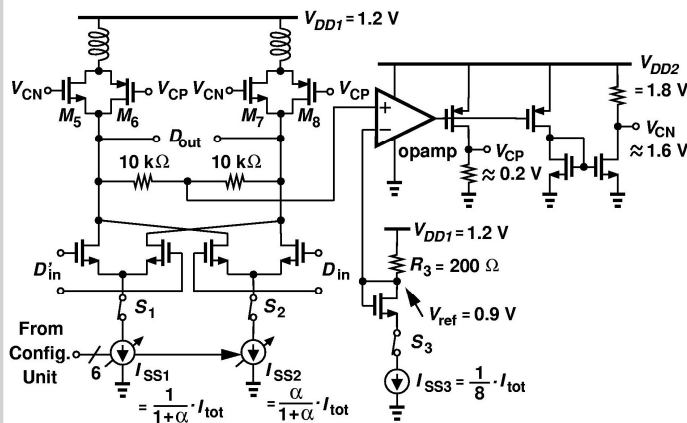 V_DD1 = 1.2 V
V_CN
V_CP
V_CN
V_CP
M_5
M_6
M_7
M_8
D_out
10 kΩ
10 kΩ
+
−
opamp
V_DD2
= 1.8 V
V_CN
≈ 1.6 V
V_CP
≈ 0.2 V
V_DD1 = 1.2 V
R_3 = 200 Ω
V_ref = 0.9 V
S_3
I_SS3 = 1/8 · I_tot
D'_in
D_in
S_1
S_2
From
Config.
Unit
6
I_SS1
= 1/(1+α) · I_tot
I_SS2
= α/(1+α) · I_tot